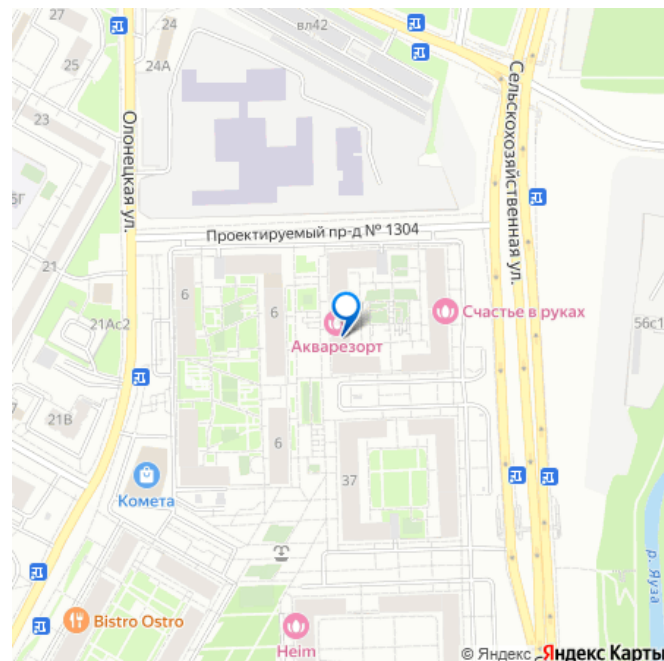 27
24
вл42
25
24А
23
Олонецкая ул.
Сельскохозяйственная ул.
Проектируемый пр-д № 1304
21
6
6
21Ас2
Акварезорт
Счастье в руках
56с1
21В
6
Комета
37
р. Яуза
Bistro Ostro
Heim
© Яндекс Яндекс Карты